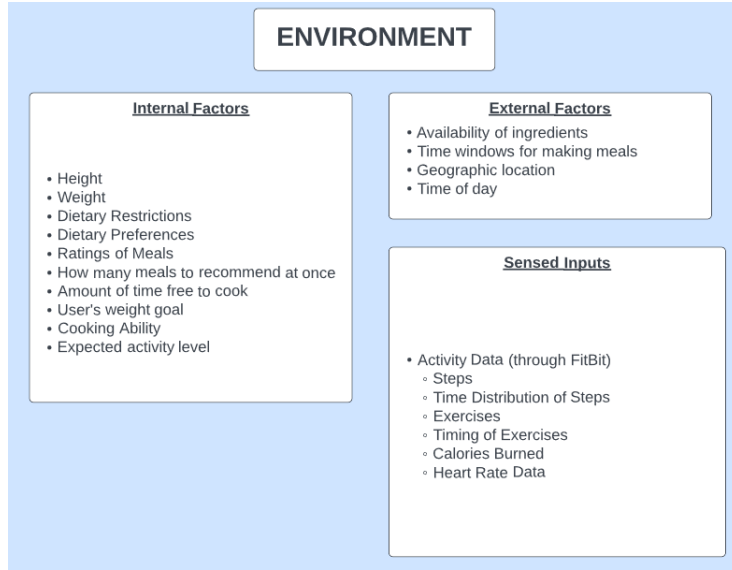 ENVIRONMENT
Internal Factors
• Height
• Weight
• Dietary Restrictions
• Dietary Preferences
• Ratings of Meals
• How many meals to recommend at once
• Amount of time free to cook
• User's weight goal
• Cooking Ability
• Expected activity level
External Factors
• Availability of ingredients
• Time windows for making meals
• Geographic location
• Time of day
Sensed Inputs
• Activity Data (through FitBit)
◦ Steps
◦ Time Distribution of Steps
◦ Exercises
◦ Timing of Exercises
◦ Calories Burned
◦ Heart Rate Data